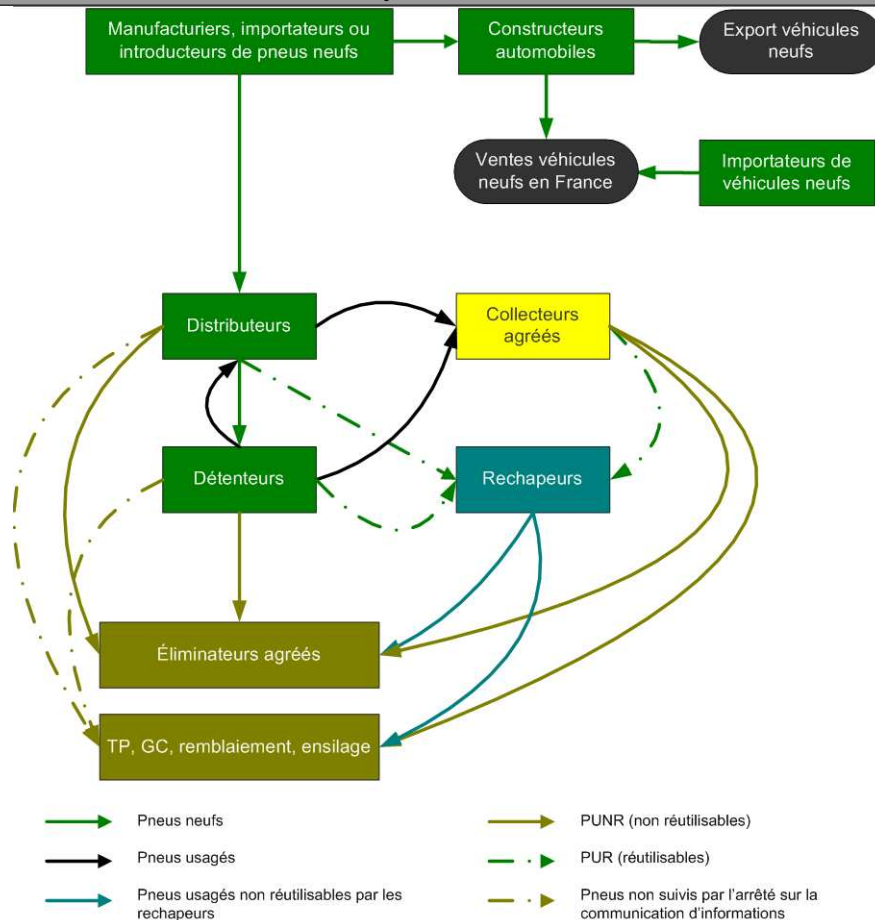 Manufacturiers, importateurs ou
introducteurs de pneus neufs
Constructeurs
automobiles
Export véhicules
neufs
Ventes véhicules
neufs en France
Importateurs de
véhicules neufs
Distributeurs
Collecteurs
agréés
Détenteurs
Rechapeurs
Éliminateurs agréés
TP, GC, remblaiement, ensilage
Pneus neufs
PUNR (non réutilisables)
Pneus usagés
PUR (réutilisables)
Pneus usagés non réutilisables par les
rechapeurs
Pneus non suivis par l'arrêté sur la
communication d'informations